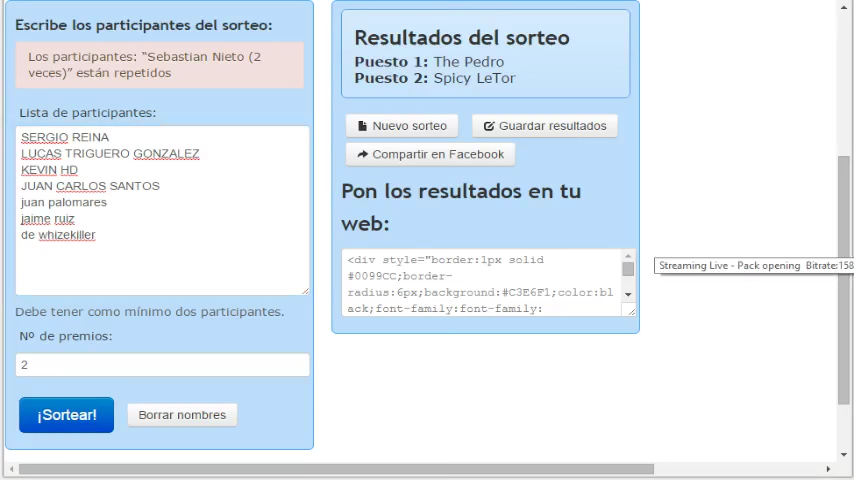 Escribe los participantes del sorteo:
Los participantes: “Sebastian Nieto (2
veces)” están repetidos
Lista de participantes:
SERGIO REINA
LUCAS TRIGUERO GONZALEZ
KEVIN HD
JUAN CARLOS SANTOS
juan palomares
jaime ruiz
de whizekiller
Debe tener como mínimo dos participantes.
Nº de premios:
2
¡Sortear!
Borrar nombres
Resultados del sorteo
Puesto 1: The Pedro
Puesto 2: Spicy LeTor
Nuevo sorteo
Guardar resultados
Compartir en Facebook
Pon los resultados en tu
web:
<div style="border:1px solid
#0099CC;border-
radius:6px;background:#C3E6F1;color:bl
ack;font-family:font-family:
Streaming Live - Pack opening Bitrate:158